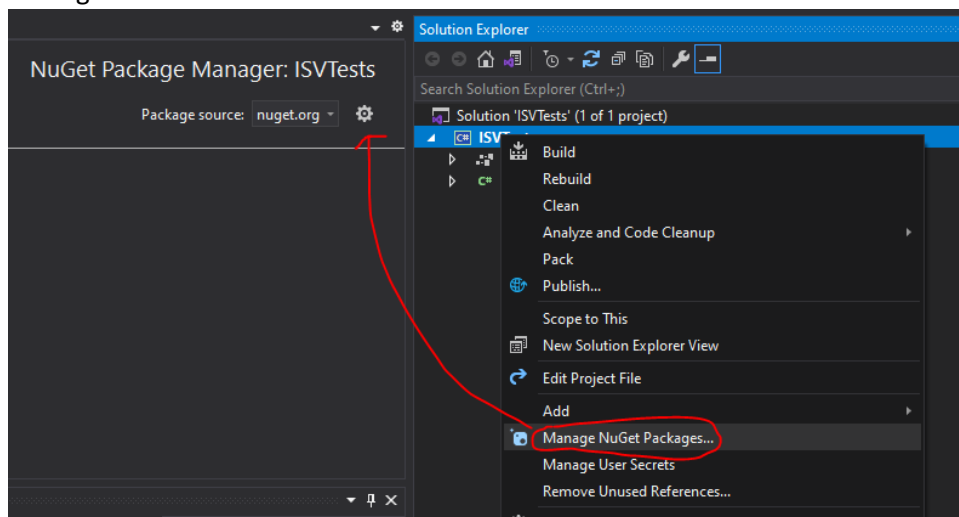 NuGet Package Manager: ISVTests
Package source: nuget.org
Solution Explorer
Search Solution Explorer (Ctrl+;)
Solution 'ISVTests' (1 of 1 project)
C#
C#
Build
Rebuild
Clean
Analyze and Code Cleanup
Pack
Publish...
Scope to This
New Solution Explorer View
Edit Project File
Add
Manage NuGet Packages...
Manage User Secrets
Remove Unused References...